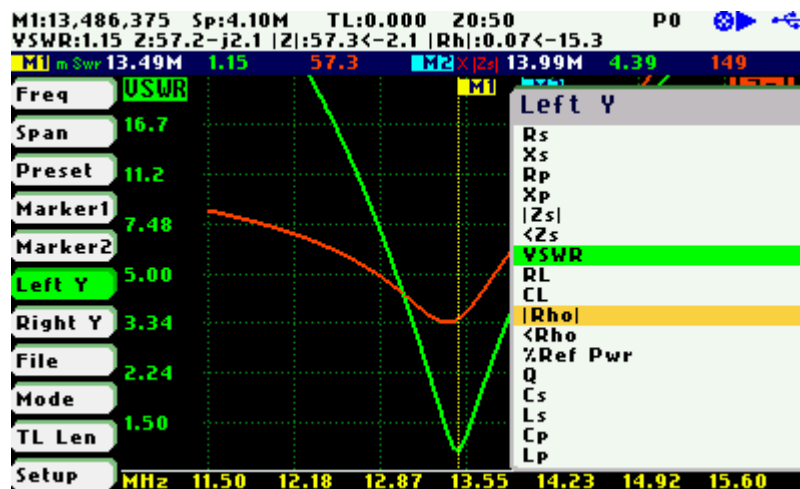 M1:13,486,375 Sp:4.10M TL:0.000 Z0:50 P0
VSWR:1.15 Z:57.2-j2.1 |Z|:57.3<-2.1 |Rh|:0.07<-15.3
M1 m Swr 13.49M 1.15 57.3 M2 X |Zs| 13.99M 4.39 149
Freq
Span
Preset
Marker1
Marker2
Left Y
Right Y
File
Mode
TL Len
Setup
VSWR
16.7
11.2
7.48
5.00
3.34
2.24
1.50
M1
MHz 11.50 12.18 12.87 13.55 14.23 14.92 15.60
Left Y
Rs
Xs
Rp
Xp
|Zs|
<Zs
VSWR
RL
CL
|Rho|
<Rho
%Ref Pwr
Q
Cs
Ls
Cp
Lp